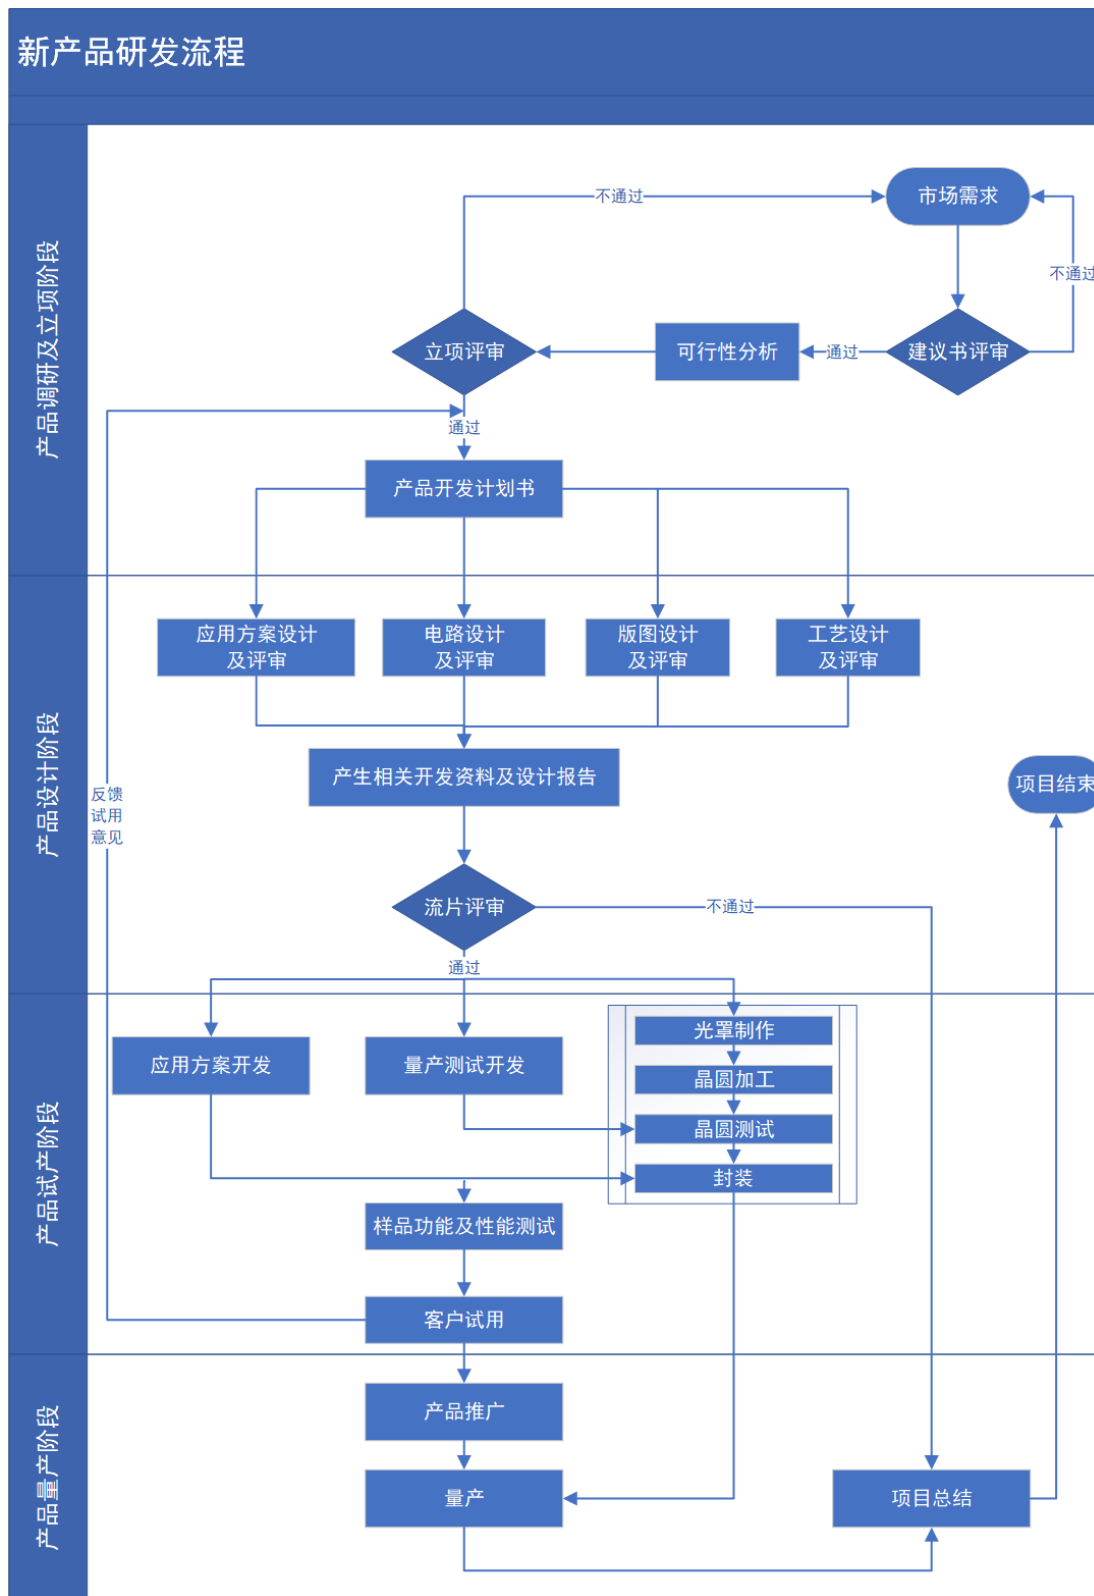 新产品研发流程
产品调研及立项阶段
不通过
市场需求
不通过
立项评审
可行性分析
通过
建议书评审
通过
产品开发计划书
产品设计阶段
应用方案设计
及评审
电路设计
及评审
版图设计
及评审
工艺设计
及评审
产生相关开发资料及设计报告
项目结束
反馈
试用
意见
流片评审
不通过
通过
产品试产阶段
光罩制作
应用方案开发
量产测试开发
晶圆加工
晶圆测试
封装
样品功能及性能测试
客户试用
产品量产阶段
产品推广
量产
项目总结